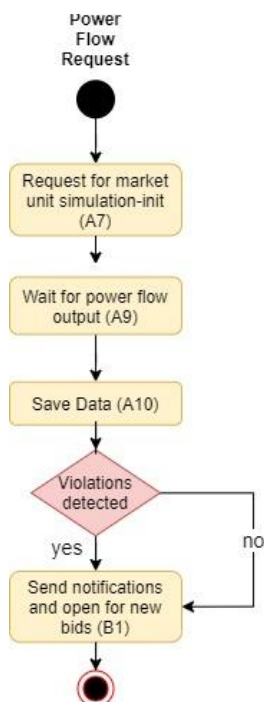 Power
Flow
Request
Request for market
unit simulation-init
(A7)
Wait for power flow
output (A9)
Save Data (A10)
Violations
detected
yes
no
Send notifications
and open for new
bids (B1)